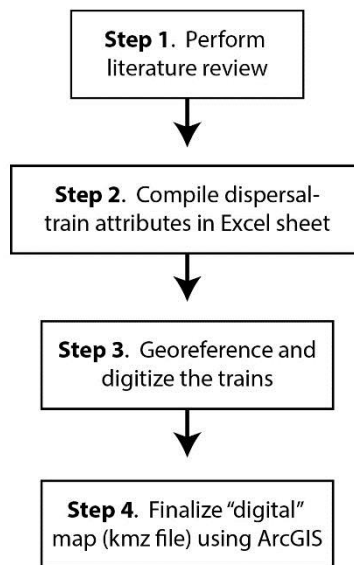 Step 1. Perform
literature review
Step 2. Compile dispersal-
train attributes in Excel sheet
Step 3. Georeference and
digitize the trains
Step 4. Finalize “digital”
map (kmz file) using ArcGIS